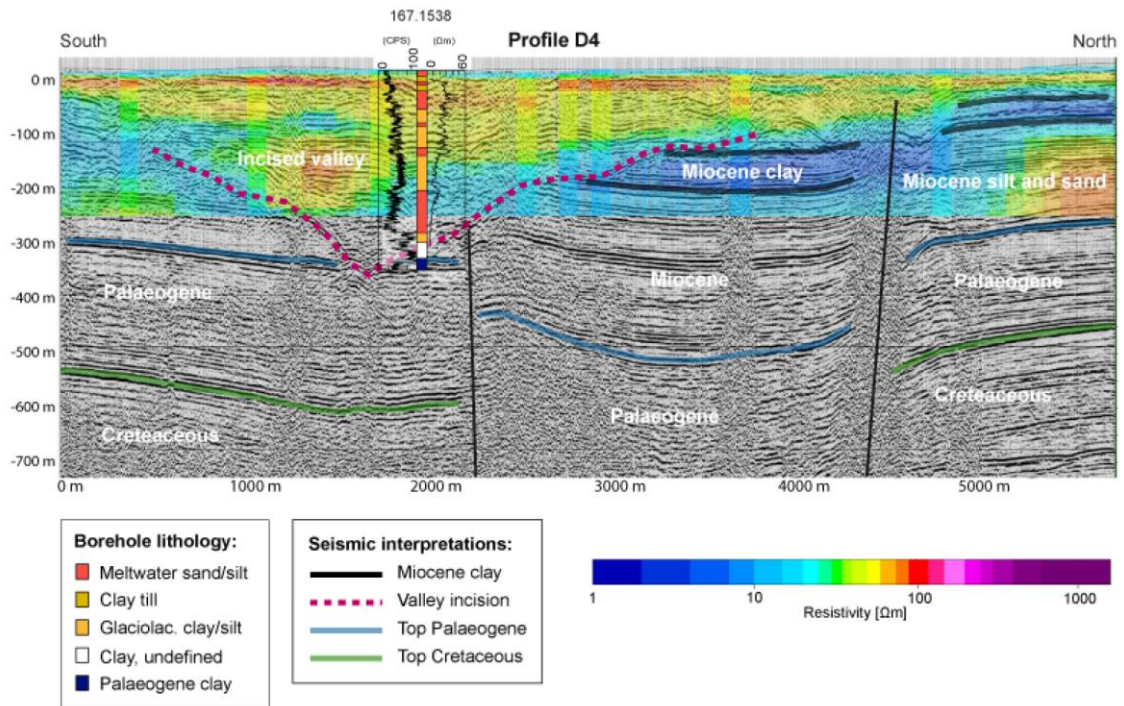 167.1538
South
(CPS)
(Ωm)
Profile D4
North
0
100
0
60
0 m
-100 m
-200 m
-300 m
-400 m
-500 m
-600 m
-700 m
Incised valley
Miocene clay
Miocene silt and sand
Palaeogene
Miocene
Palaeogene
Creteaceous
Palaeogene
Creteaceous
0 m
1000 m
2000 m
3000 m
4000 m
5000 m
Borehole lithology:
Meltwater sand/silt
Clay till
Glaciolac. clay/silt
Clay, undefined
Palaeogene clay
Seismic interpretations:
Miocene clay
Valley incision
Top Palaeogene
Top Cretaceous
1
10
100
1000
Resistivity [Ωm]